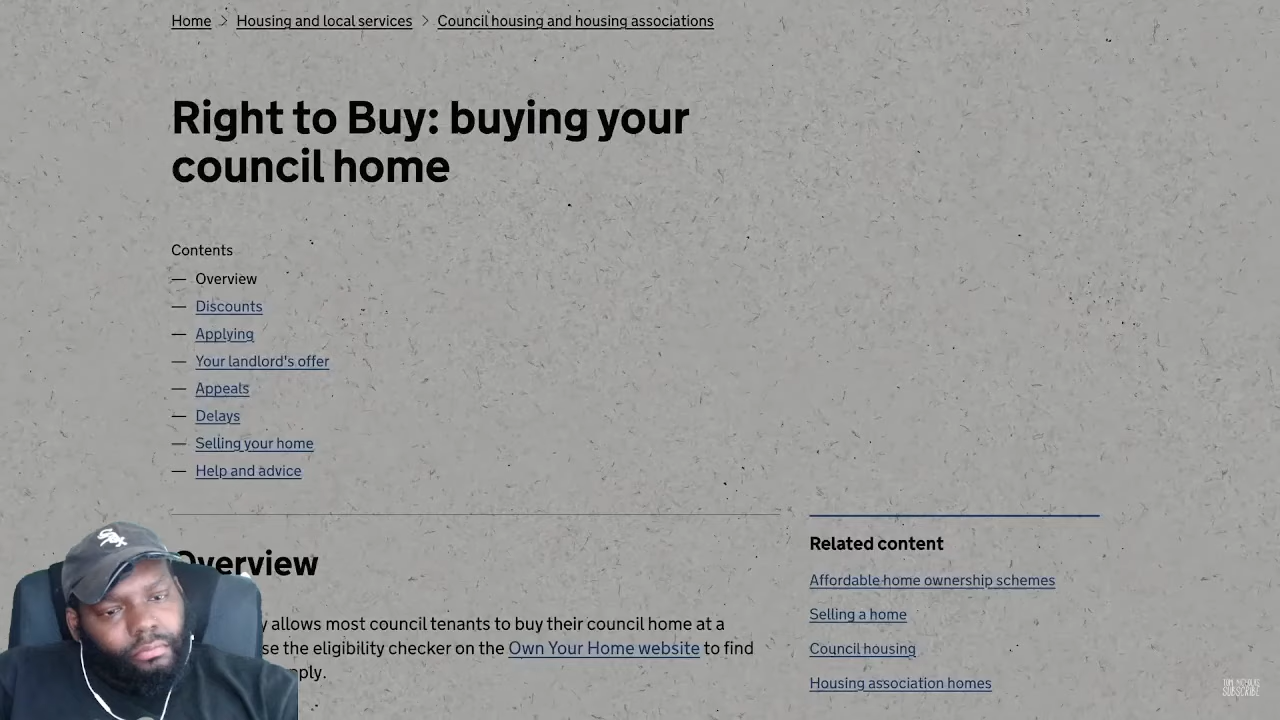 Home > Housing and local services > Council housing and housing associations
Right to Buy: buying your
council home
Contents
— Overview
— Discounts
— Applying
— Your landlord's offer
— Appeals
— Delays
— Selling your home
— Help and advice
Overview
allows most council tenants to buy their council home at a
the eligibility checker on the Own Your Home website to find
Related content
Affordable home ownership schemes
Selling a home
Council housing
Housing association homes
SUBSCRIBE